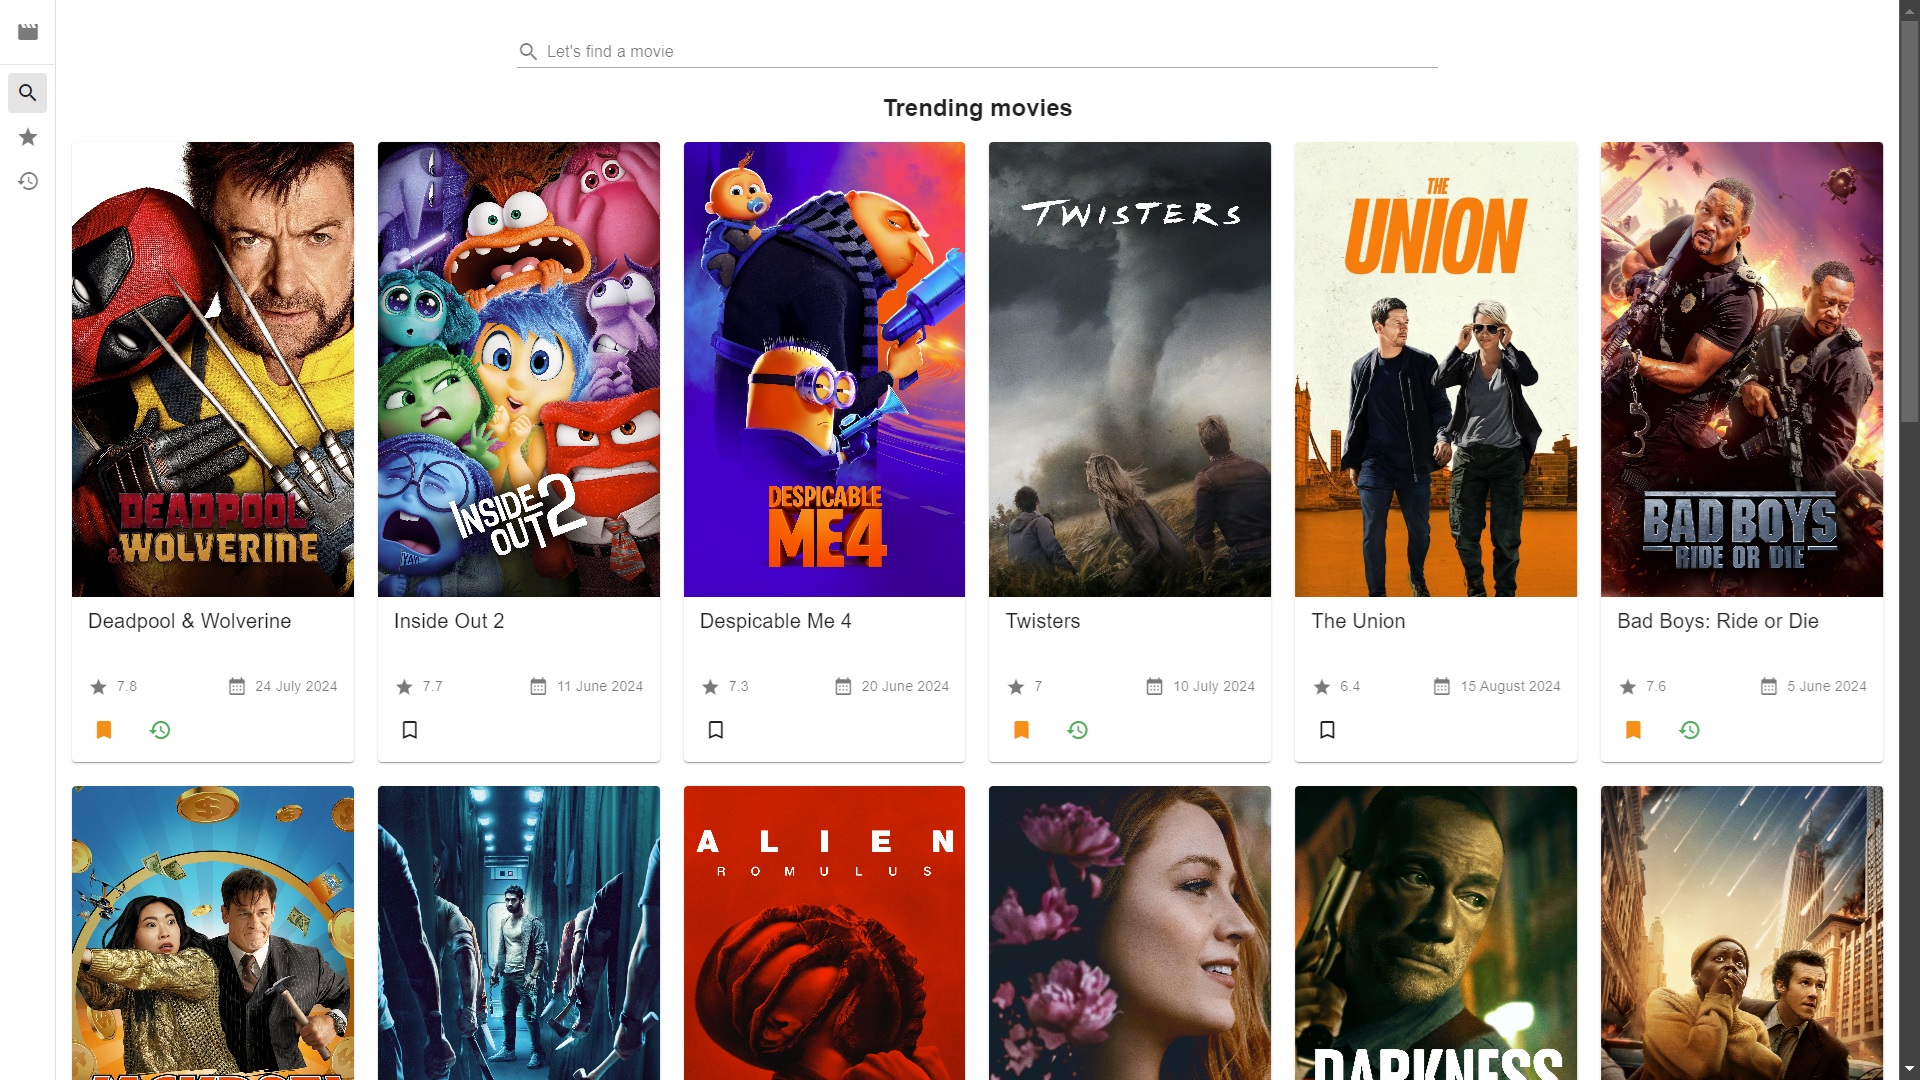 Let's find a movie
Trending movies
DEADPOOL
& WOLVERINE
INSIDE
OUT 2
DESPICABLE
ME 4
TWISTERS
THE
UNION
BAD BOYS
RIDE OR DIE
Deadpool & Wolverine
Inside Out 2
Despicable Me 4
Twisters
The Union
Bad Boys: Ride or Die
7.8 24 July 2024
7.7 11 June 2024
7.3 20 June 2024
7 10 July 2024
6.4 15 August 2024
7.6 5 June 2024
ALIEN
ROMULUS
DARKNESS